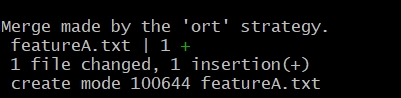 Merge made by the 'ort' strategy.
 featureA.txt | 1 +
 1 file changed, 1 insertion(+)
 create mode 100644 featureA.txt